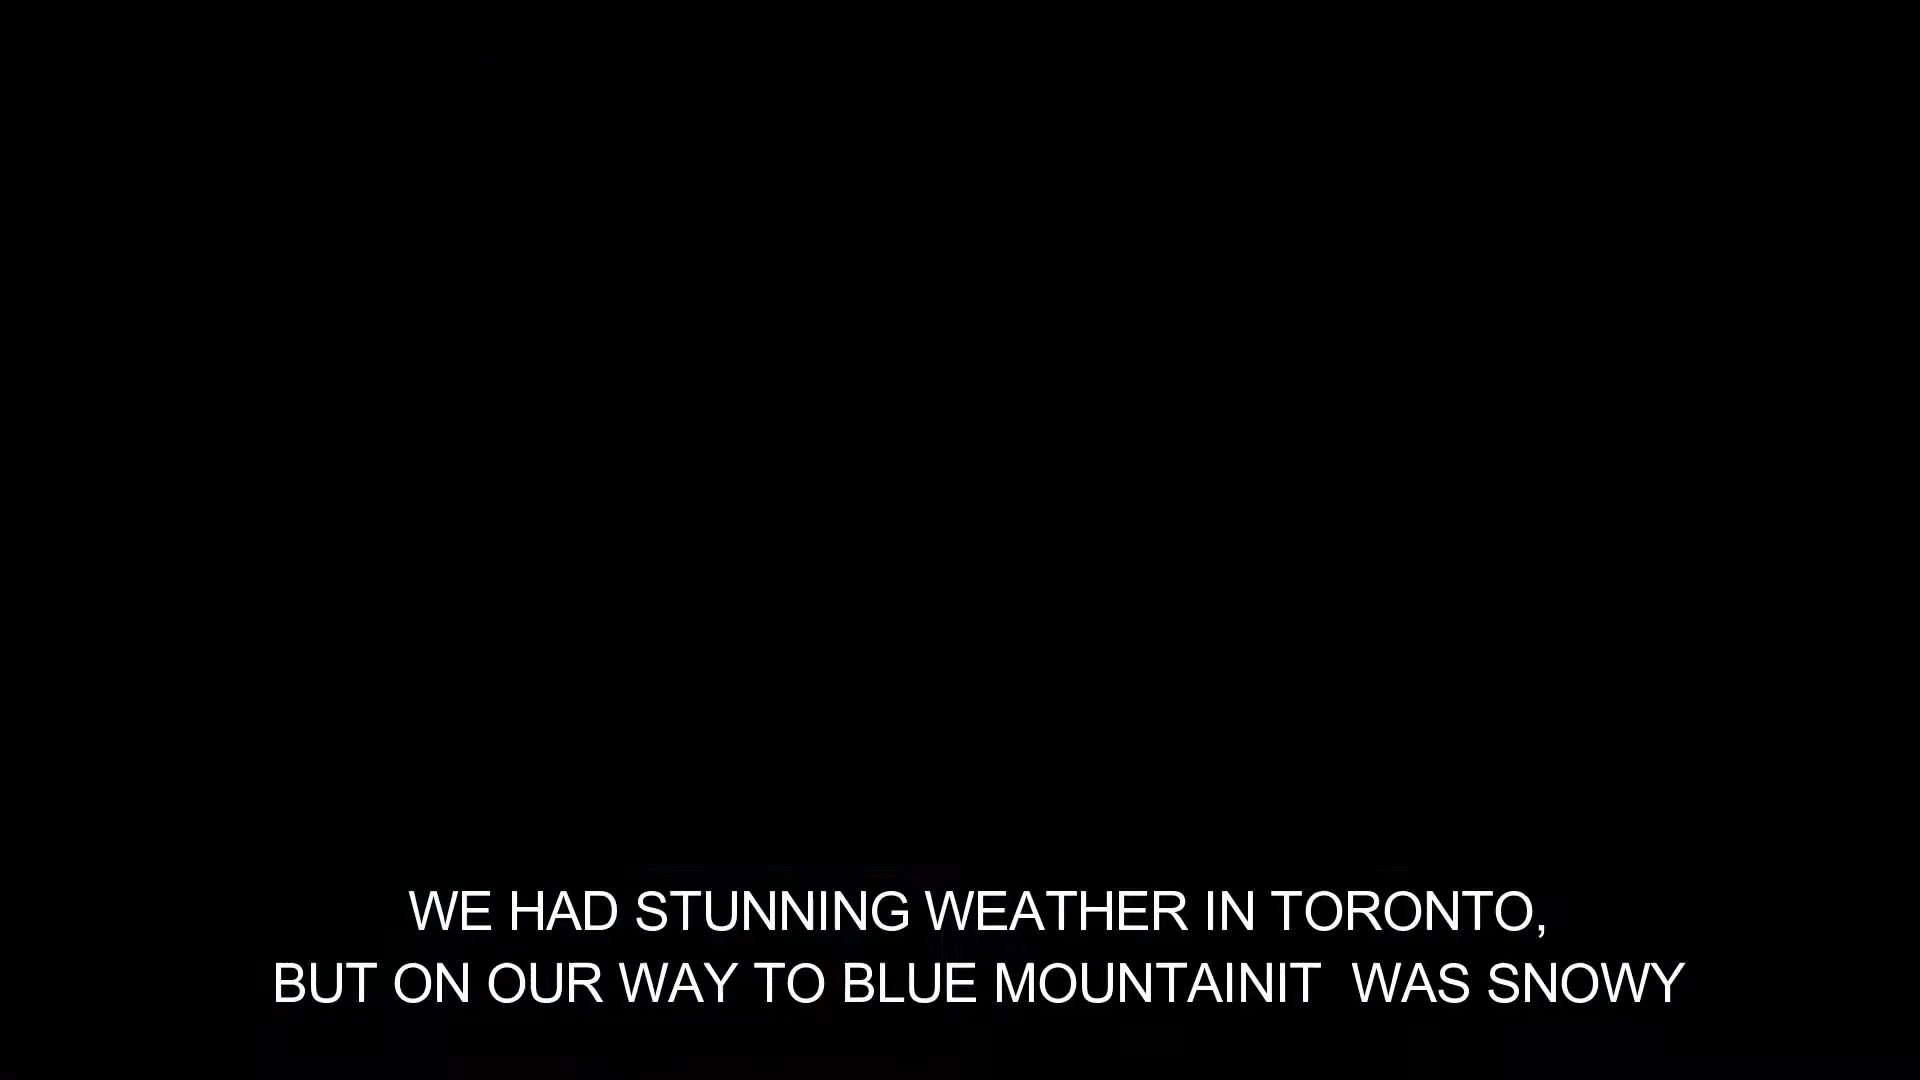 WE HAD STUNNING WEATHER IN TORONTO,
BUT ON OUR WAY TO BLUE MOUNTAINIT  WAS SNOWY